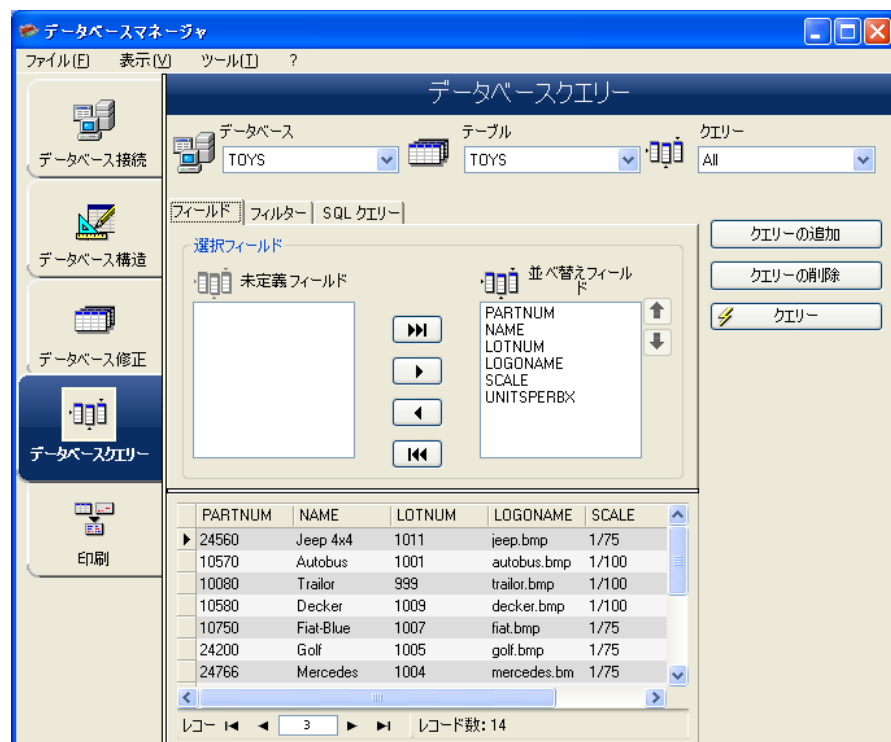 データベースマネージャ
ファイル(F) 表示(V) ツール(T) ?
データベース接続
データベース構造
データベース修正
データベースクエリー
印刷
データベースクエリー
データベース テーブル クエリー
TOYS TOYS All
フィールド フィルター SQL クエリー
選択フィールド
未定義フィールド
並べ替えフィール
ド
PARTNUM
NAME
LOTNUM
LOGONAME
SCALE
UNITSPERBX
クエリーの追加
クエリーの削除
クエリー
PARTNUM NAME LOTNUM LOGONAME SCALE
24560 Jeep 4x4 1011 jeep.bmp 1/75
10570 Autobus 1001 autobus.bmp 1/100
10080 Trailor 999 trailor.bmp 1/100
10580 Decker 1009 decker.bmp 1/100
10750 Fiat-Blue 1007 fiat.bmp 1/75
24200 Golf 1005 golf.bmp 1/75
24766 Mercedes 1004 mercedes.bm 1/75
レコー 3 レコード数: 14